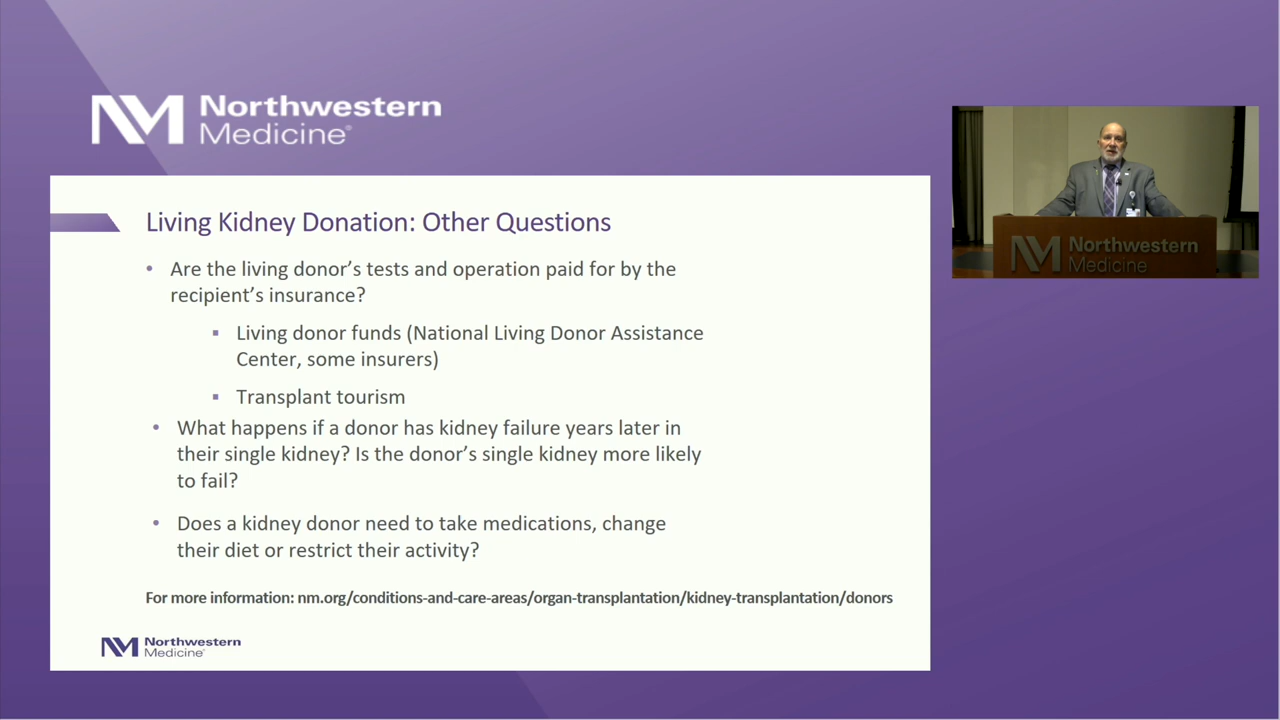 Northwestern
Medicine®
Living Kidney Donation: Other Questions
• Are the living donor's tests and operation paid for by the
recipient's insurance?
▪ Living donor funds (National Living Donor Assistance
Center, some insurers)
▪ Transplant tourism
• What happens if a donor has kidney failure years later in
their single kidney? Is the donor's single kidney more likely
to fail?
• Does a kidney donor need to take medications, change
their diet or restrict their activity?
For more information: nm.org/conditions-and-care-areas/organ-transplantation/kidney-transplantation/donors
Northwestern
Medicine®
Northwestern
Medicine